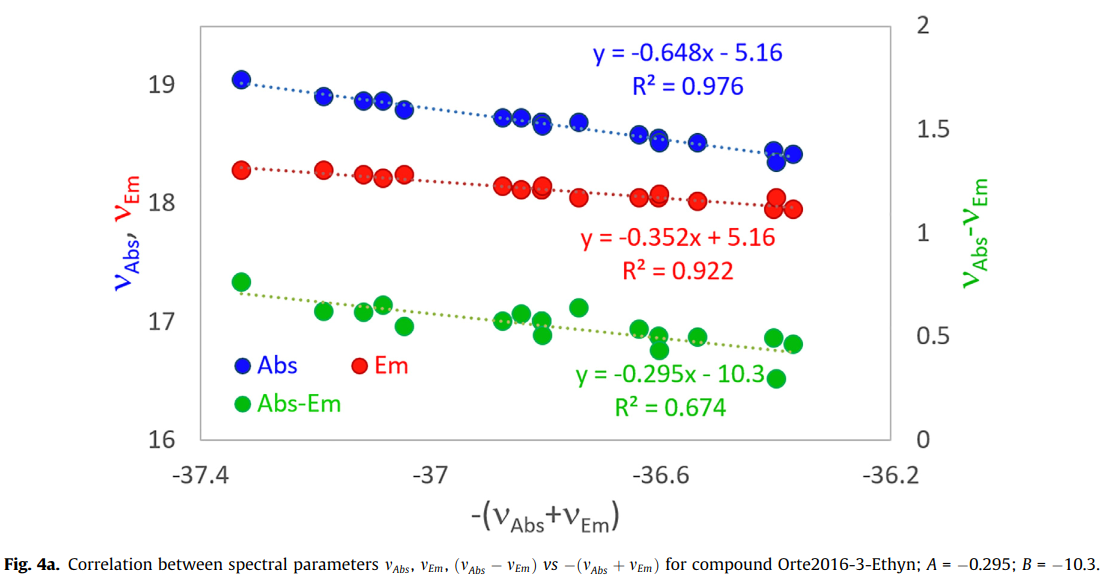 2
y = -0.648x - 5.16
R² = 0.976
19
1.5
18
νAbs, νEm
y = -0.352x + 5.16
R² = 0.922
1
νAbs-νEm
17
0.5
Abs
Em
Abs-Em
y = -0.295x - 10.3
R² = 0.674
16
0
-37.4
-37
-36.6
-36.2
-(νAbs+νEm)
Fig. 4a. Correlation between spectral parameters νAbs, νEm, (νAbs − νEm) vs −(νAbs + νEm) for compound Orte2016-3-Ethyn; A = −0.295; B = −10.3.